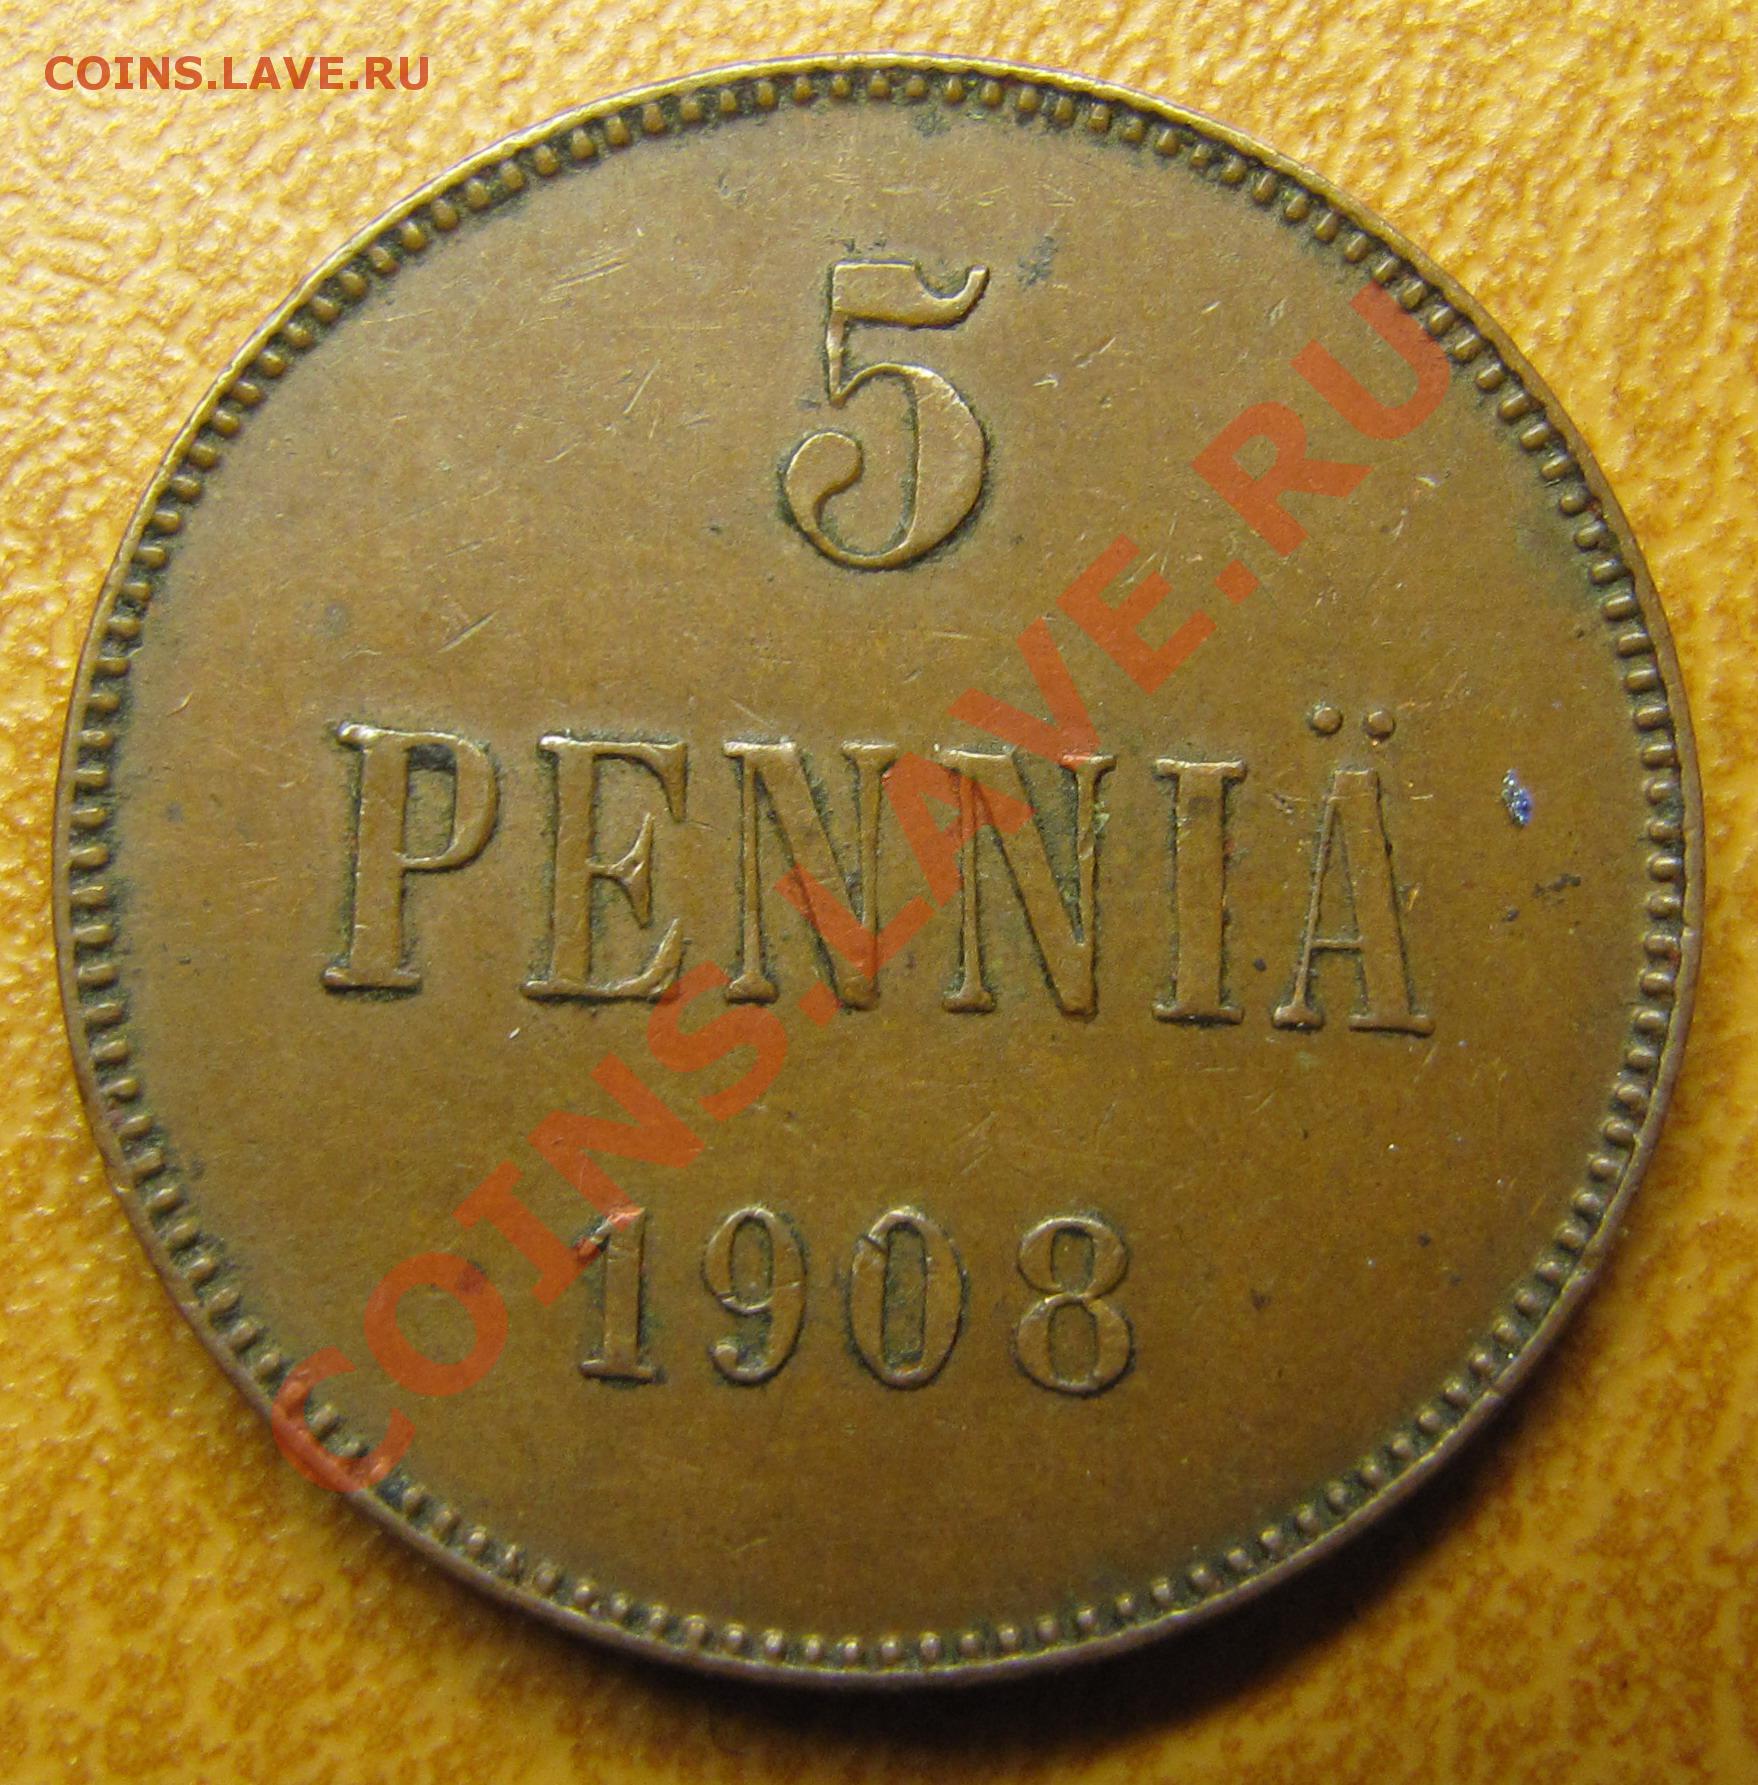 COINS.LAVE.RU
5
PENNIÄ
1908
COINS.LAVE.RU